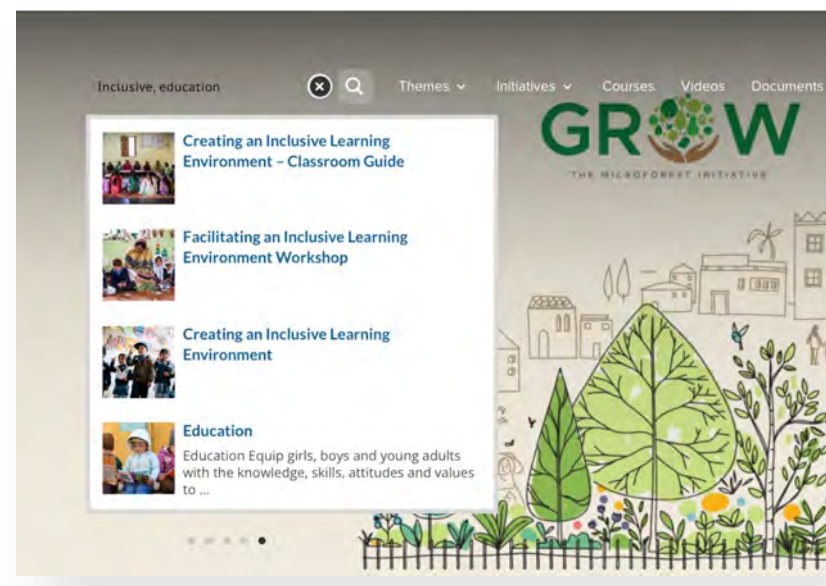 Inclusive, education
Themes
Initiatives
Courses
Videos
Documents
GROW
THE MICROFOREST INITIATIVE
Creating an Inclusive Learning
Environment – Classroom Guide
Facilitating an Inclusive Learning
Environment Workshop
Creating an Inclusive Learning
Environment
Education
Education Equip girls, boys and young adults
with the knowledge, skills, attitudes and values
to ...